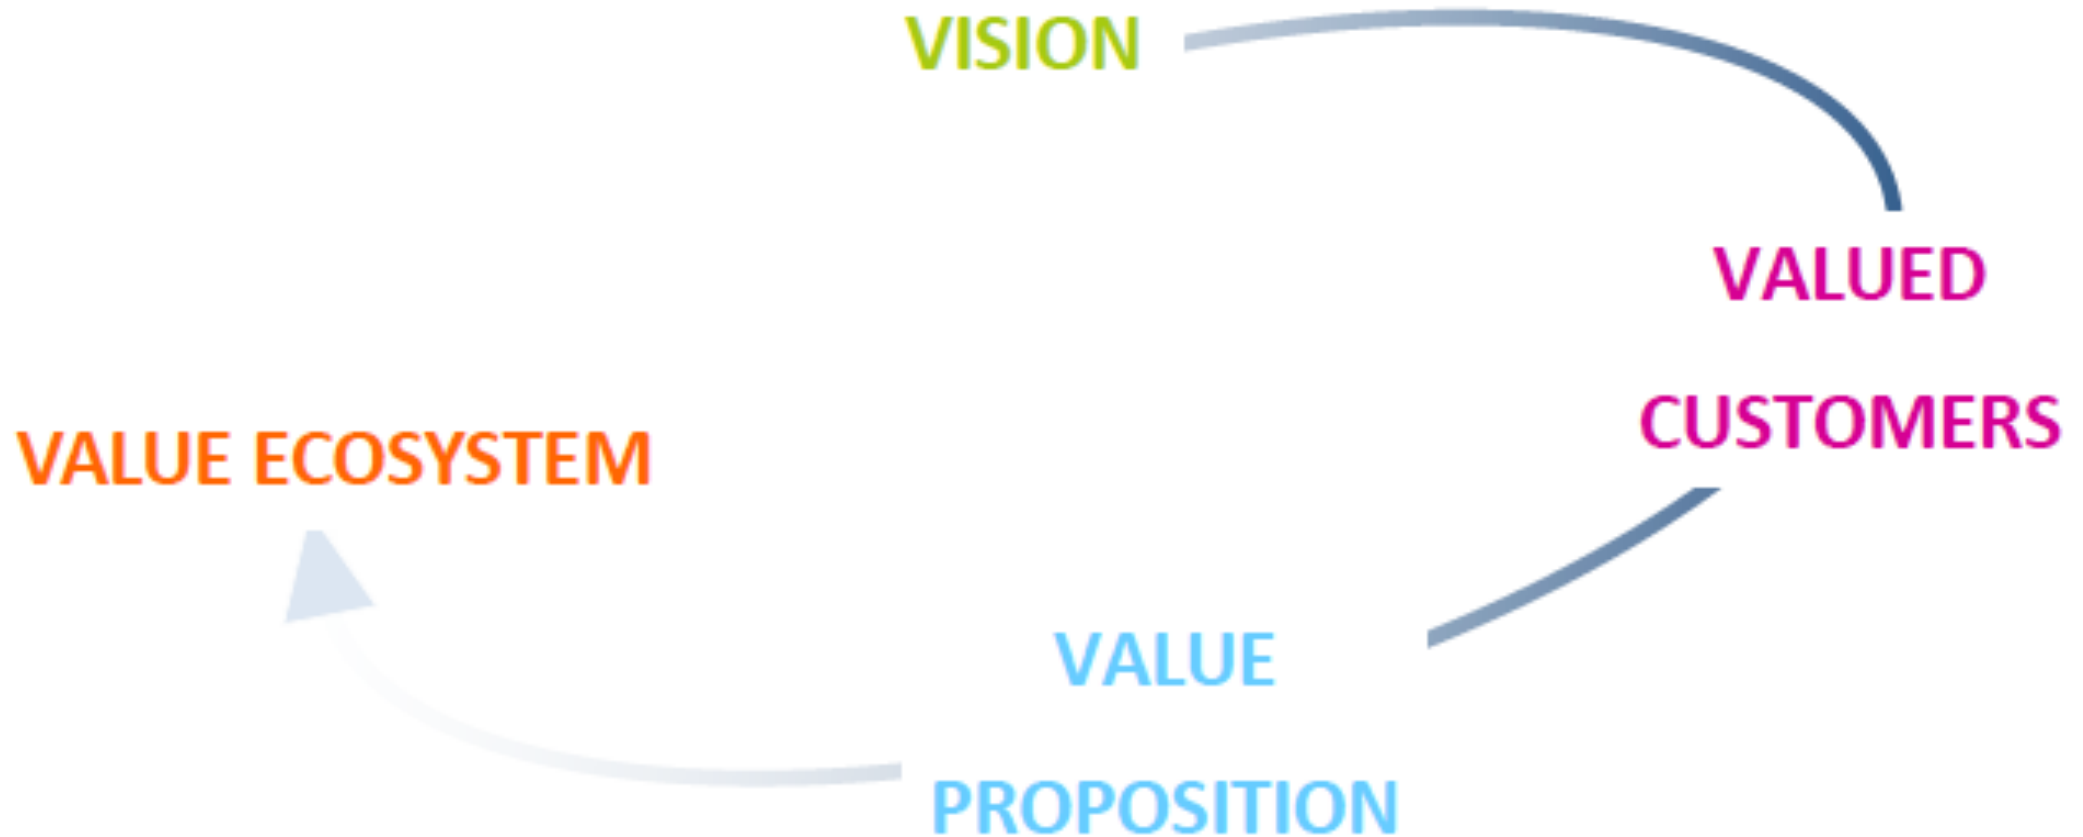 VISION
VALUED
CUSTOMERS
VALUE ECOSYSTEM
VALUE
PROPOSITION